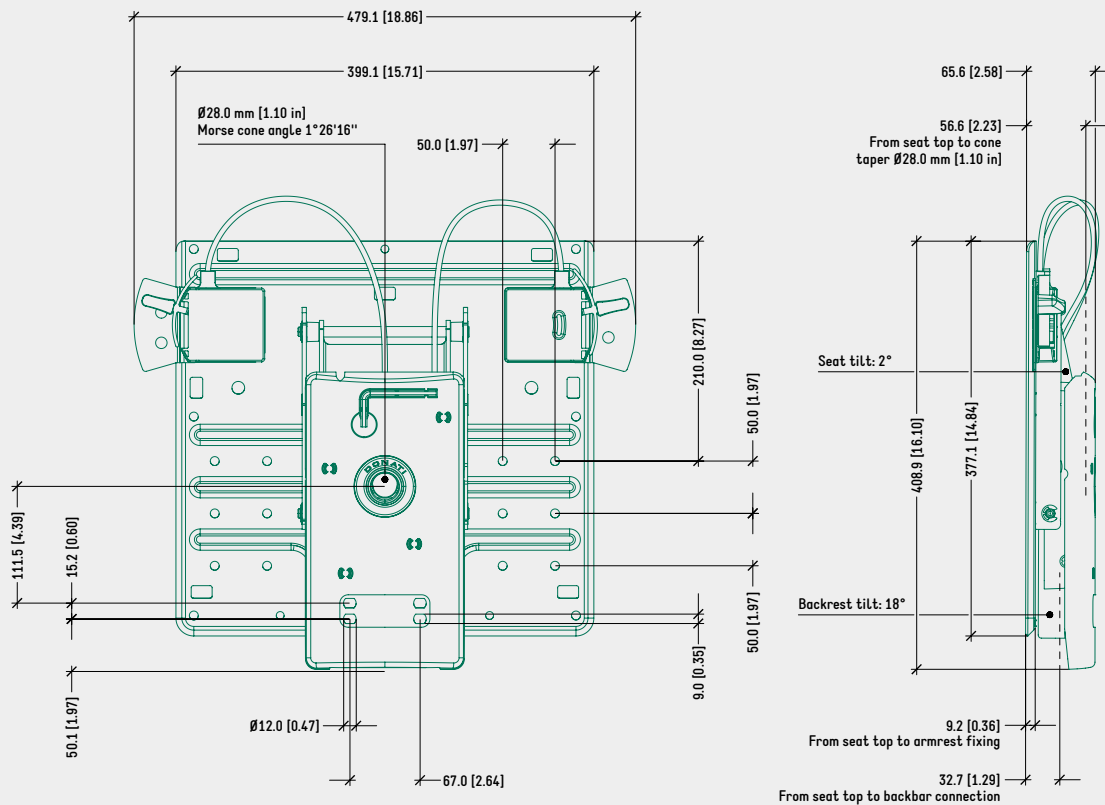 479.1 [18.86]
399.1 [15.71]
65.6 [2.58]
Ø28.0 mm [1.10 in]
Morse cone angle 1°26'16''
50.0 [1.97]
56.6 [2.23]
From seat top to cone
taper Ø28.0 mm [1.10 in]
210.0 [8.27]
50.0 [1.97]
Seat tilt: 2°
408.9 [16.10]
377.1 [14.84]
DONATI
111.5 [4.39]
15.2 [0.60]
50.1 [1.97]
9.0 [0.35]
50.0 [1.97]
Backrest tilt: 18°
Ø12.0 [0.47]
67.0 [2.64]
9.2 [0.36]
From seat top to armrest fixing
32.7 [1.29]
From seat top to backbar connection